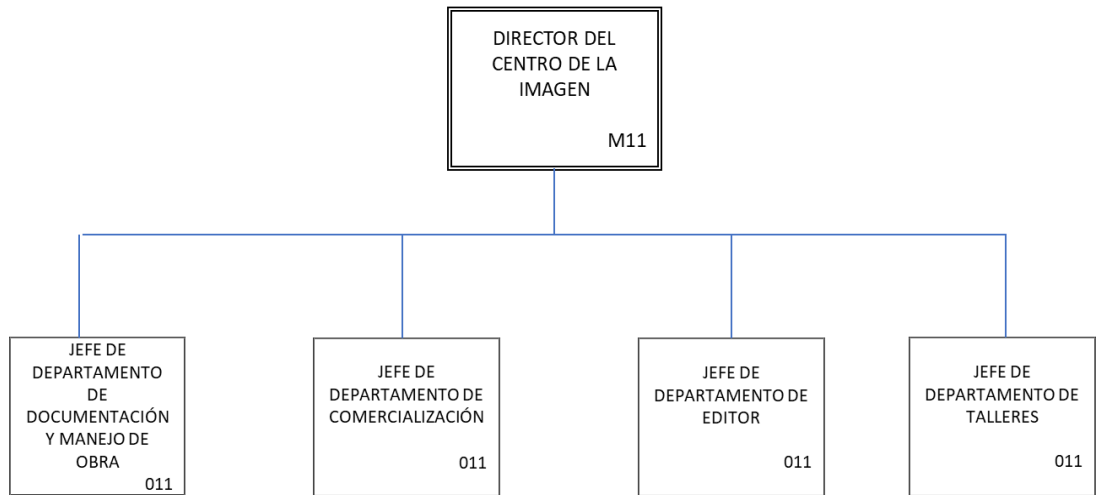 DIRECTOR DEL
CENTRO DE LA
IMAGEN
M11
JEFE DE
DEPARTAMENTO
DE
DOCUMENTACIÓN
Y MANEJO DE
OBRA
011
JEFE DE
DEPARTAMENTO DE
COMERCIALIZACIÓN
011
JEFE DE
DEPARTAMENTO DE
EDITOR
011
JEFE DE
DEPARTAMENTO DE
TALLERES
011